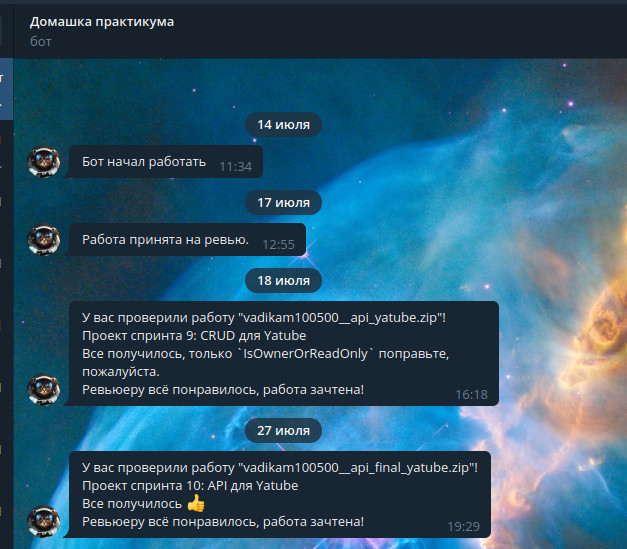 Домашка практикума
бот
14 июля
Бот начал работать 11:34
17 июля
Работа принята на ревью. 12:55
18 июля
У вас проверили работу "vadikam100500__api_yatube.zip"!
Проект спринта 9: CRUD для Yatube
Все получилось, только `IsOwnerOrReadOnly` поправьте,
пожалуйста.
Ревьюеру всё понравилось, работа зачтена! 16:18
27 июля
У вас проверили работу "vadikam100500__api_final_yatube.zip"!
Проект спринта 10: API для Yatube
Все получилось 👍
Ревьюеру всё понравилось, работа зачтена! 19:29